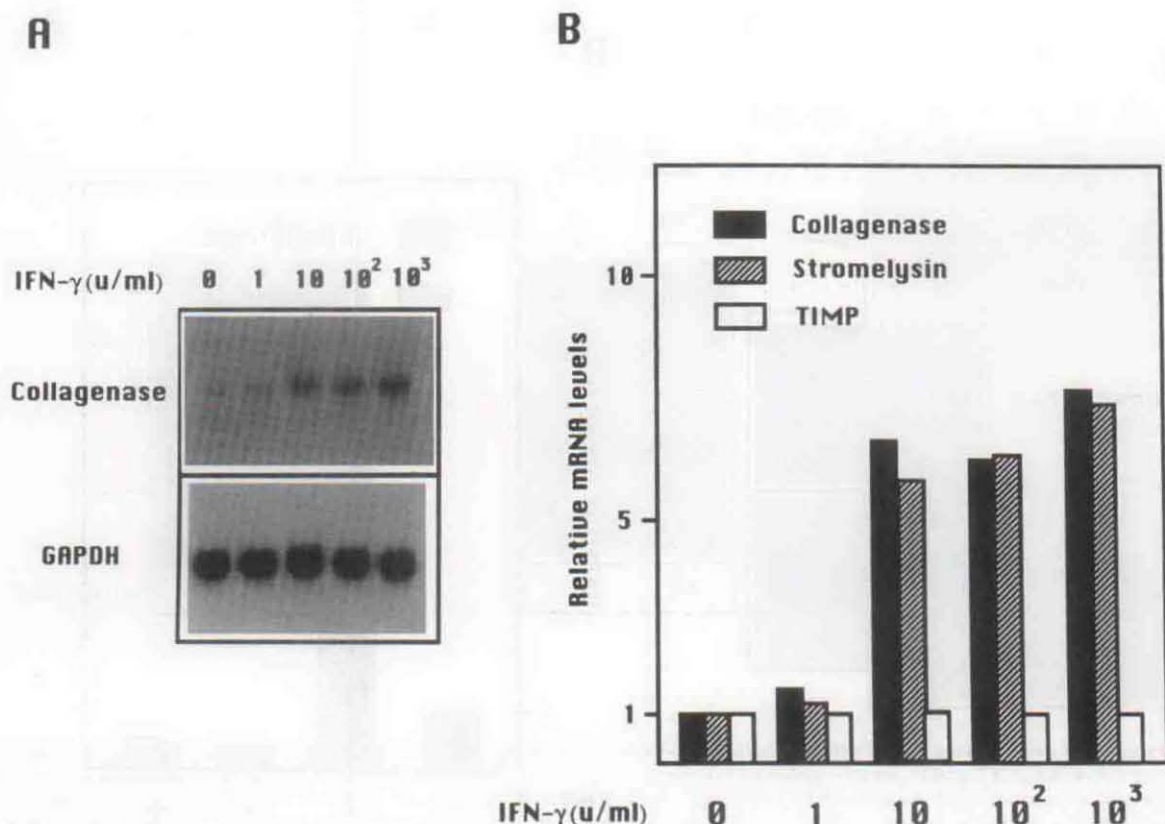 A
IFN-γ(u/ml) 0 1 10 10² 10³
Collagenase
GAPDH
B
Collagenase
Stromelysin
TIMP
10
5
1
Relative mRNA levels
IFN-γ(u/ml) 0 1 10 10² 10³